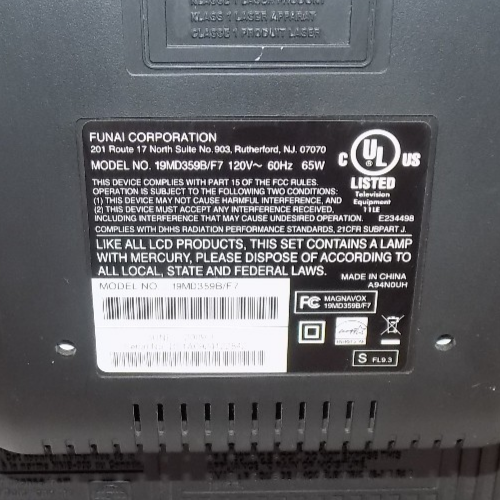 KLASSE 1 LASER APPARAT
CLASSE 1 PRODUIT LASER
FUNAI CORPORATION
201 Route 17 North Suite No.903, Rutherford, NJ. 07070
MODEL NO. 19MD359B/F7 120V~ 60Hz 65W
THIS DEVICE COMPLIES WITH PART 15 OF THE FCC RULES.
OPERATION IS SUBJECT TO THE FOLLOWING TWO CONDITIONS:
(1) THIS DEVICE MAY NOT CAUSE HARMFUL INTERFERENCE, AND
(2) THIS DEVICE MUST ACCEPT ANY INTERFERENCE RECEIVED,
INCLUDING INTERFERENCE THAT MAY CAUSE UNDESIRED OPERATION.
COMPLIES WITH DHHS RADIATION PERFORMANCE STANDARDS, 21CFR SUBPART J.
C UL US
LISTED
Television
Equipment
11LE
E234498
LIKE ALL LCD PRODUCTS, THIS SET CONTAINS A LAMP
WITH MERCURY, PLEASE DISPOSE OF ACCORDING TO
ALL LOCAL, STATE AND FEDERAL LAWS.
MADE IN CHINA
A94N0UH
MODEL NO 19MD359B/F7
FC MAGNAVOX
19MD359B/F7
S FL9.3